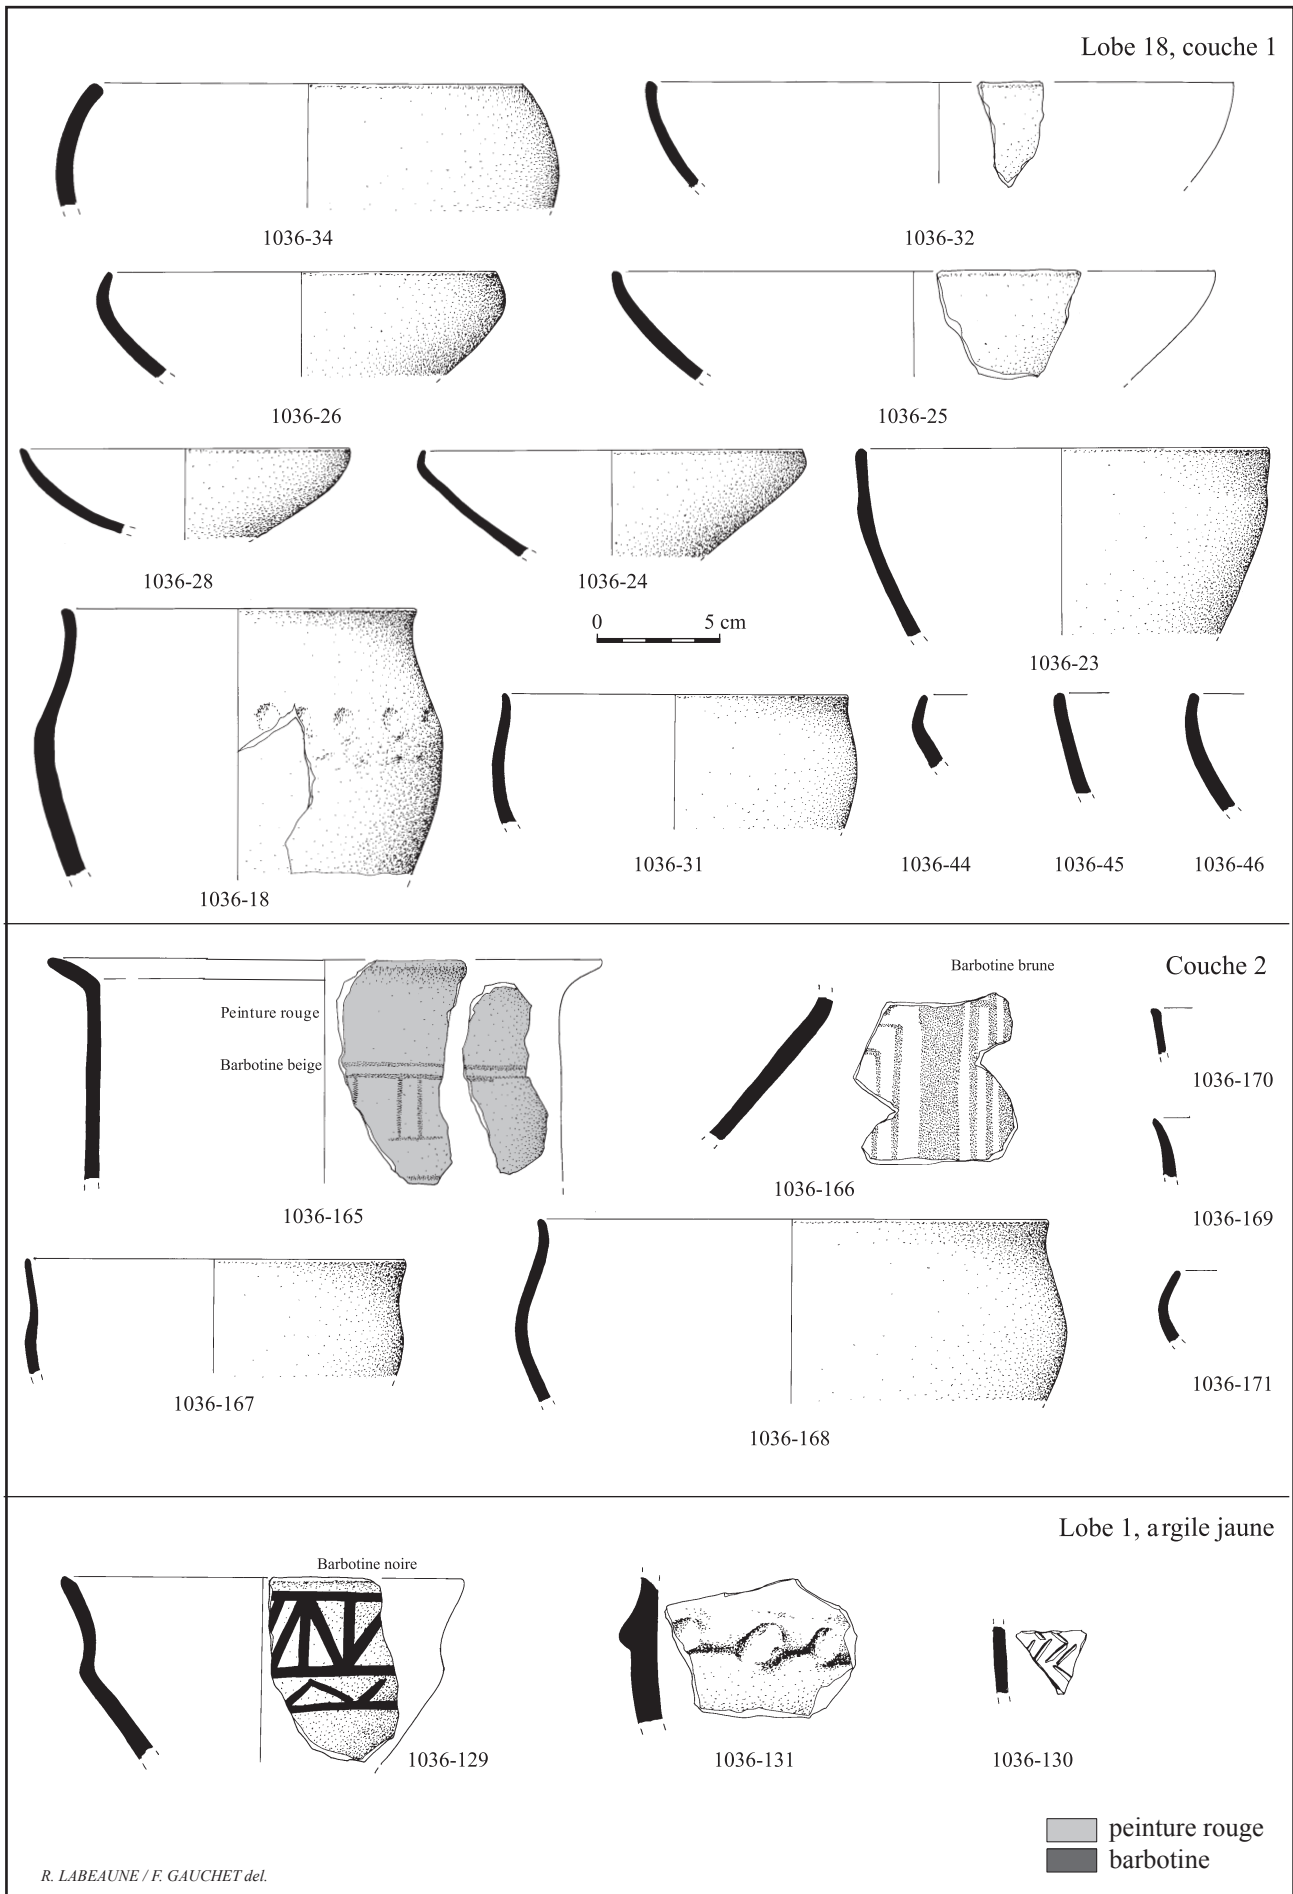 Lobe 18, couche 1
1036-34
1036-32
1036-26
1036-25
1036-28
1036-24
0 5 cm
1036-23
1036-18
1036-31
1036-44
1036-45
1036-46
Couche 2
Barbotine brune
Peinture rouge
Barbotine beige
1036-170
1036-166
1036-165
1036-169
1036-167
1036-168
1036-171
Lobe 1, argile jaune
Barbotine noire
1036-129
1036-131
1036-130
peinture rouge
barbotine
R. LABEAUNE / F. GAUCHET del.